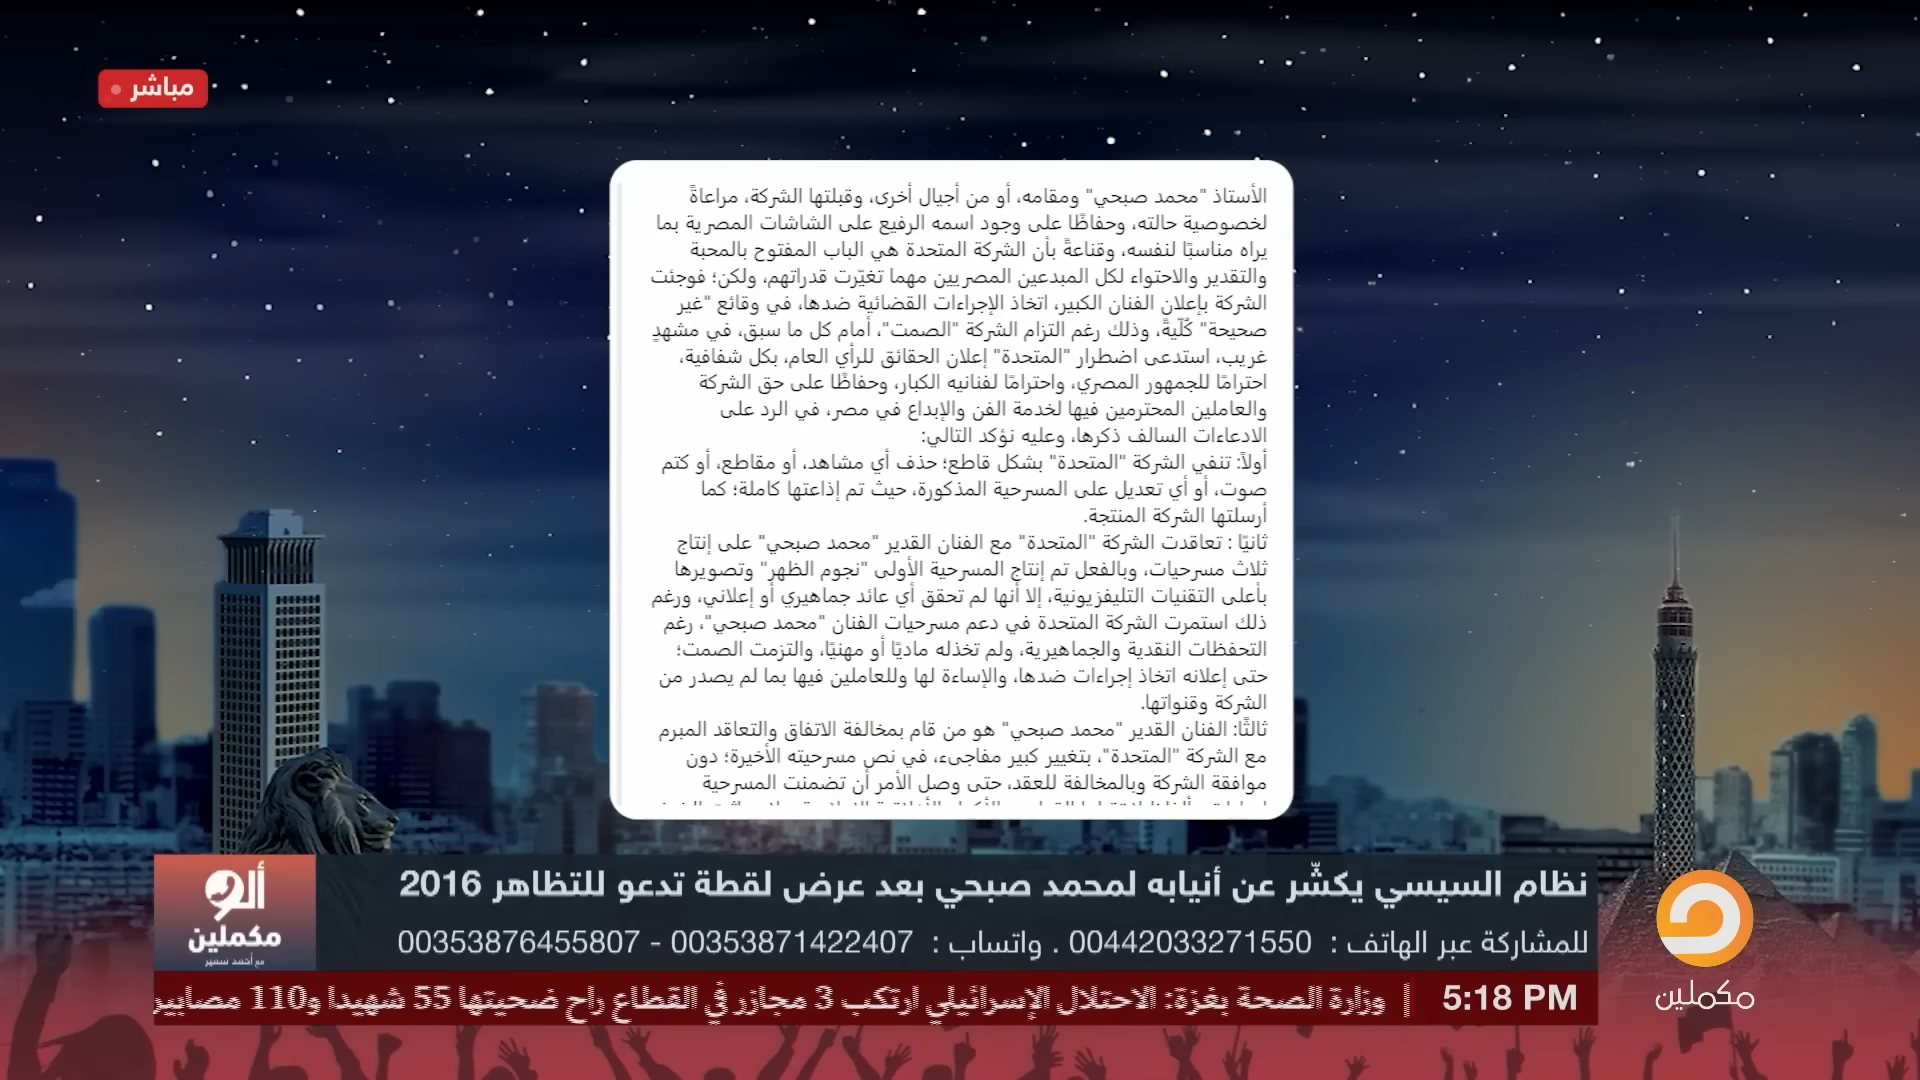 مباشر
الأستاذ "محمد صبحي" ومقامه، أو من أجيال أخرى، وقبلتها الشركة، مراعاةً
لخصوصية حالته، وحفاظًا على وجود اسمه الرفيع على الشاشات المصرية بما
يراه مناسبًا لنفسه، وقناعةً بأن الشركة المتحدة هي الباب المفتوح بالمحبة
والتقدير والاحتواء لكل المبدعين المصريين مهما تغيّرت قدراتهم، ولكن؛ فوجئت
الشركة بإعلان الفنان الكبير، اتخاذ الإجراءات القضائية ضدها، في وقائع "غير
صحيحة" كُلّيةً، وذلك رغم التزام الشركة "الصمت"، أمام كل ما سبق، في مشهدٍ
غريب، استدعى اضطرار "المتحدة" إعلان الحقائق للرأي العام، بكل شفافية،
احترامًا للجمهور المصري، واحترامًا لفنانيه الكبار، وحفاظًا على حق الشركة
والعاملين المحترمين فيها لخدمة الفن والإبداع في مصر، في الرد على
الادعاءات السالف ذكرها، وعليه نؤكد التالي:
أولاً: تنفي الشركة "المتحدة" بشكل قاطع؛ حذف أي مشاهد، أو مقاطع، أو كتم
صوت، أو أي تعديل على المسرحية المذكورة، حيث تم إذاعتها كاملة؛ كما
أرسلتها الشركة المنتجة.
ثانيًا : تعاقدت الشركة "المتحدة" مع الفنان القدير "محمد صبحي" على إنتاج
ثلاث مسرحيات، وبالفعل تم إنتاج المسرحية الأولى "نجوم الظهر" وتصويرها
بأعلى التقنيات التليفزيونية، إلا أنها لم تحقق أي عائد جماهيري أو إعلاني، ورغم
ذلك استمرت الشركة المتحدة في دعم مسرحيات الفنان "محمد صبحي"، رغم
التحفظات النقدية والجماهيرية، ولم تخذله ماديًا أو مهنيًا، والتزمت الصمت؛
حتى إعلانه اتخاذ إجراءات ضدها، والإساءة لها وللعاملين فيها بما لم يصدر من
الشركة وقنواتها.
ثالثًا: الفنان القدير "محمد صبحي" هو من قام بمخالفة الاتفاق والتعاقد المبرم
مع الشركة "المتحدة"، بتغيير كبير مفاجىء، في نص مسرحيته الأخيرة؛ دون
موافقة الشركة وبالمخالفة للعقد، حتى وصل الأمر أن تضمنت المسرحية
نظام السيسي يكشّر عن أنيابه لمحمد صبحي بعد عرض لقطة تدعو للتظاهر 2016
للمشاركة عبر الهاتف : 00442033271550 . واتساب : 00353871422407 - 00353876455807
ألو
مكملين
مع أحمد سمير
5:18 PM | وزارة الصحة بغزة: الاحتلال الإسرائيلي ارتكب 3 مجازر في القطاع راح ضحيتها 55 شهيدا و110 مصابين
مكملين